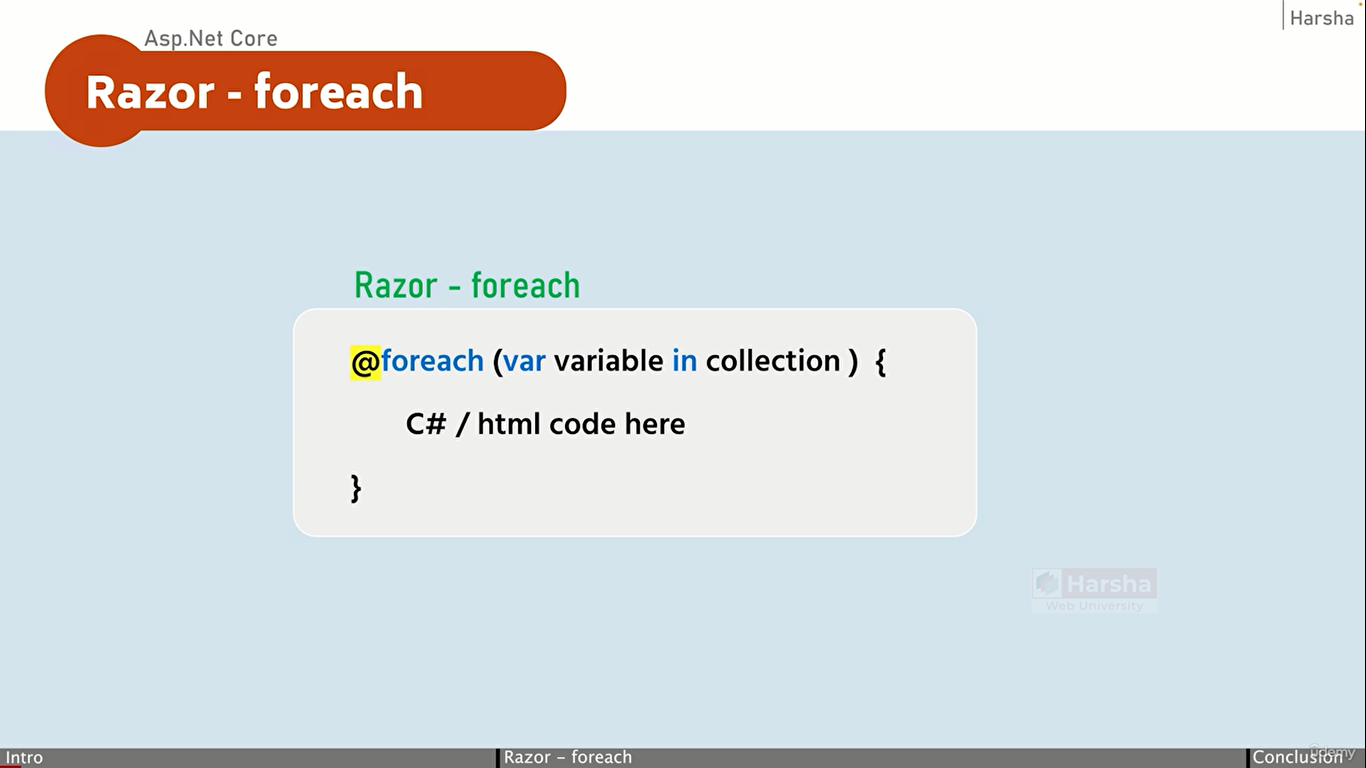 Harsha
Asp.Net Core
Razor - foreach
Razor - foreach
@foreach (var variable in collection ) {
C# / html code here
}
Harsha
Web University
Intro
Razor – foreach
Conclusion
ûdemy